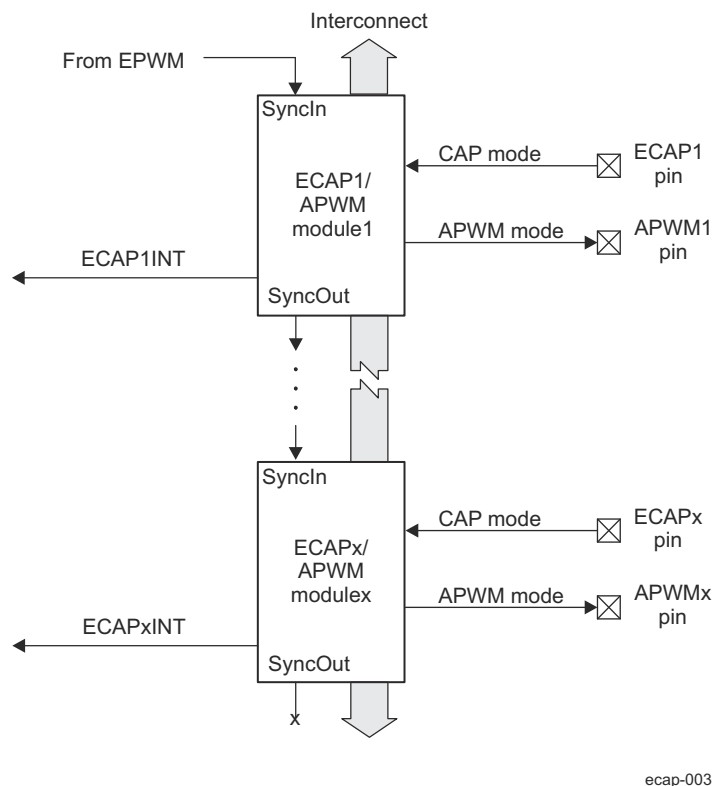 Interconnect
From EPWM
SyncIn
CAP mode
ECAP1
pin
ECAP1/
APWM
module1
APWM mode
APWM1
pin
ECAP1INT
SyncOut
SyncIn
CAP mode
ECAPx
pin
ECAPx/
APWM
modulex
APWM mode
APWMx
pin
ECAPxINT
SyncOut
x
ecap-003